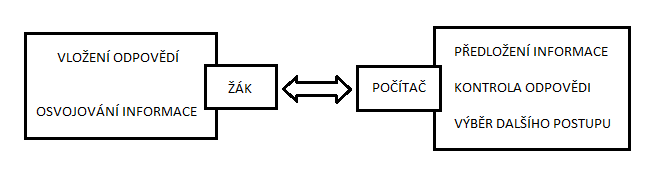 VLOŽENÍ ODPOVĚDÍ
OSVOJOVÁNÍ INFORMACE
ŽÁK
POČÍTAČ
PŘEDLOŽENÍ INFORMACE
KONTROLA ODPOVĚDI
VÝBĚR DALŠÍHO POSTUPU